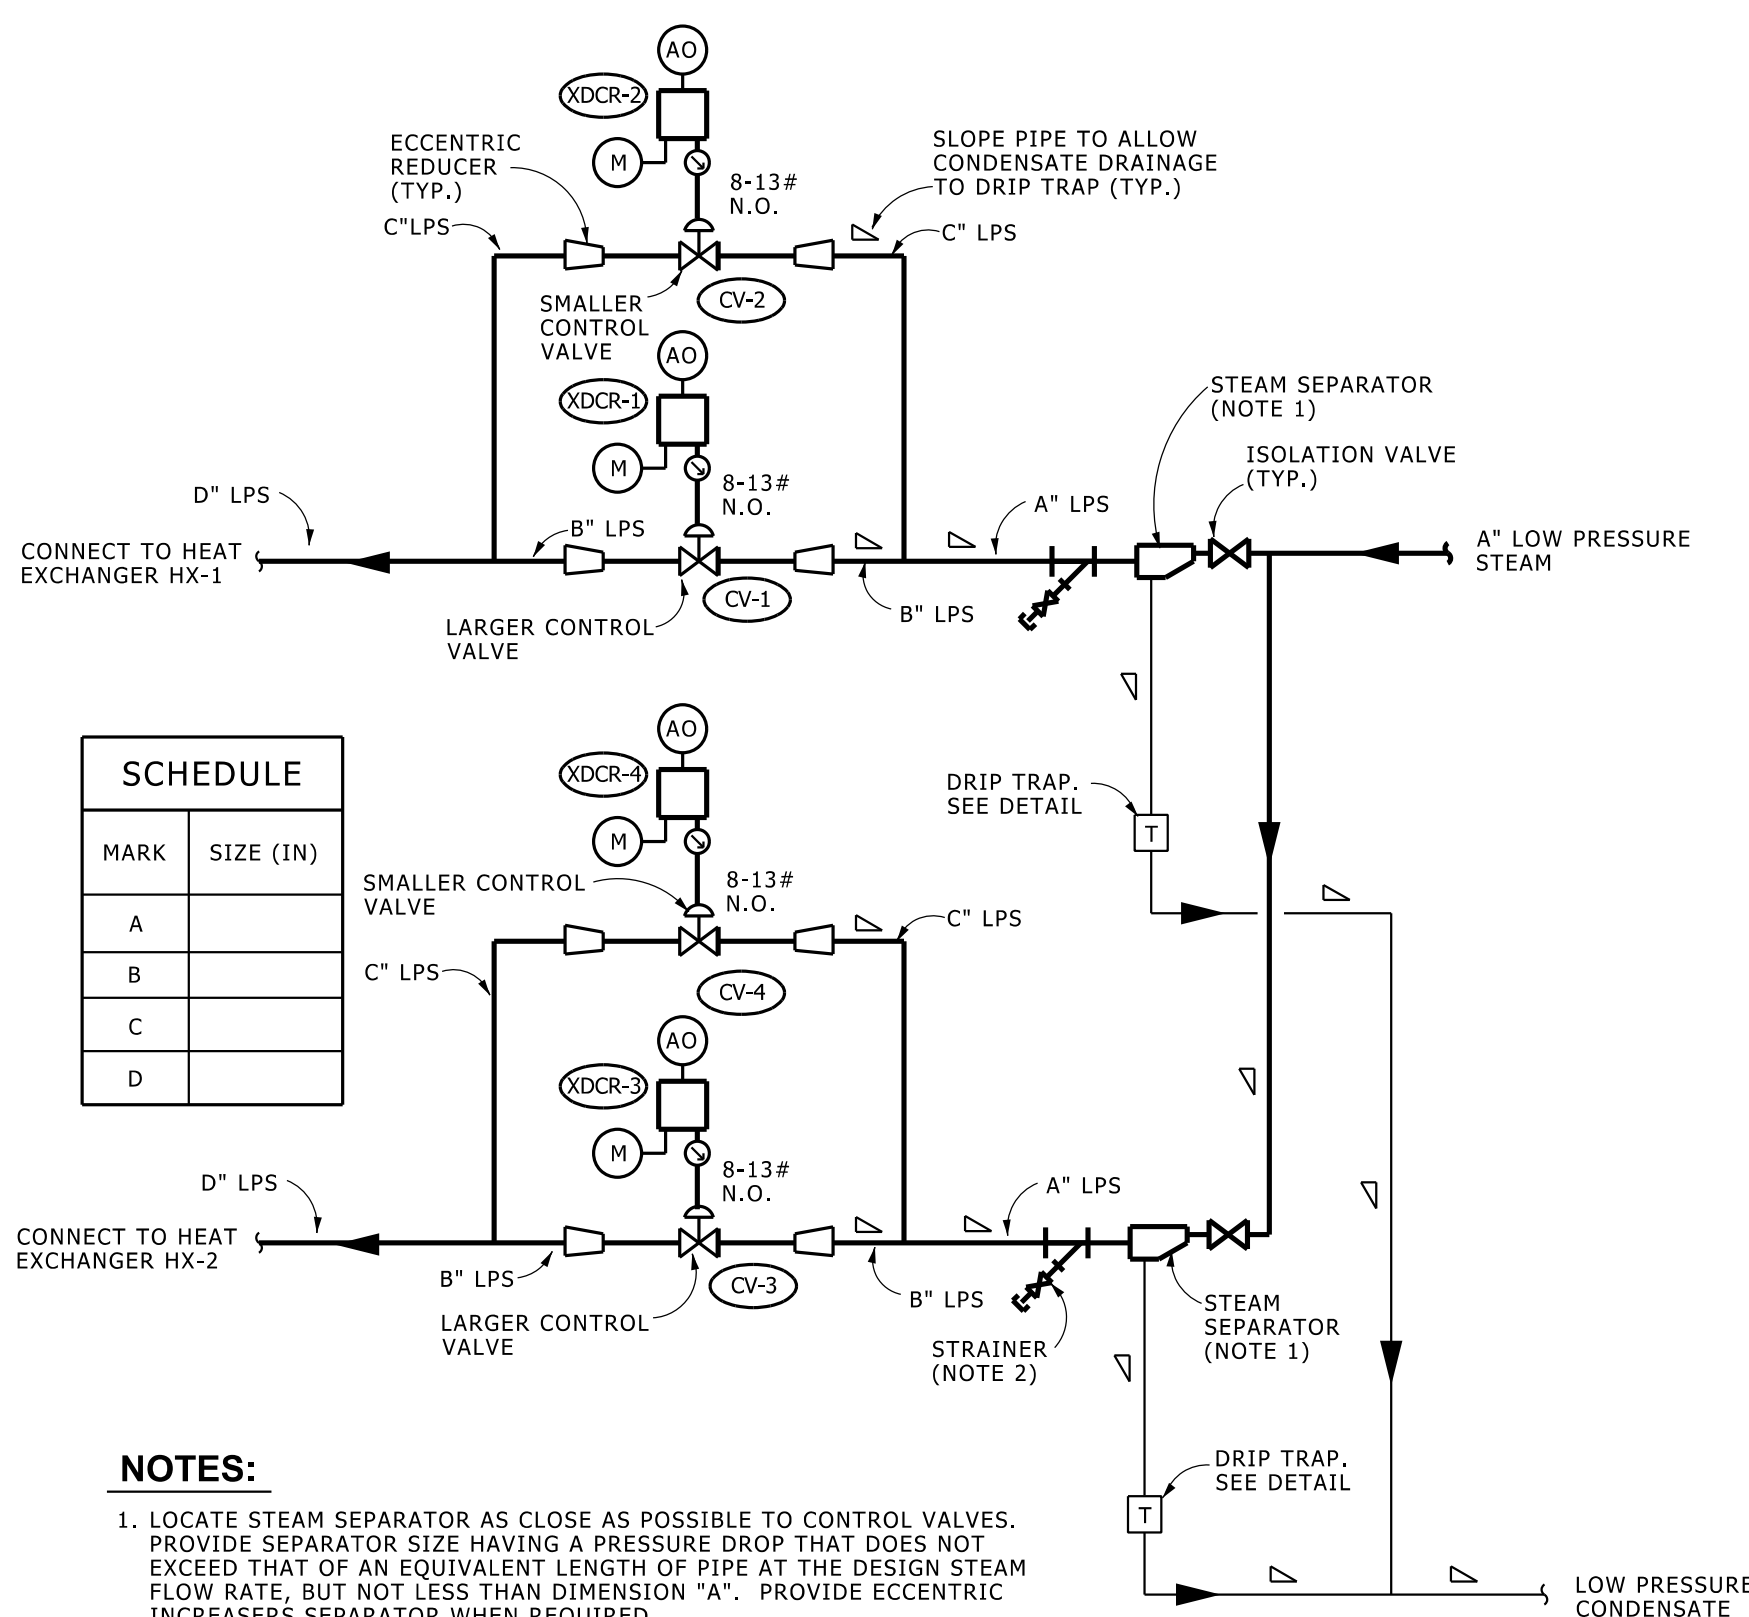 AO
XDCR-2
M
8-13#
N.O.
ECCENTRIC
REDUCER
(TYP.)
C"LPS
SLOPE PIPE TO ALLOW
CONDENSATE DRAINAGE
TO DRIP TRAP (TYP.)
C" LPS
SMALLER
CONTROL
VALVE
CV-2
AO
XDCR-1
M
8-13#
N.O.
STEAM SEPARATOR
(NOTE 1)
ISOLATION VALVE
(TYP.)
D" LPS
B" LPS
A" LPS
CONNECT TO HEAT
EXCHANGER HX-1
A" LOW PRESSURE
STEAM
CV-1
B" LPS
LARGER CONTROL
VALVE
AO
XDCR-4
M
8-13#
N.O.
SCHEDULE
MARK SIZE (IN)
A
B
C
D
DRIP TRAP.
SEE DETAIL
T
SMALLER CONTROL
VALVE
C" LPS
C" LPS
CV-4
AO
XDCR-3
M
8-13#
N.O.
D" LPS
A" LPS
CONNECT TO HEAT
EXCHANGER HX-2
B" LPS
CV-3
B" LPS
LARGER CONTROL
VALVE
STRAINER
(NOTE 2)
STEAM
SEPARATOR
(NOTE 1)
DRIP TRAP.
SEE DETAIL
T
LOW PRESSURE
CONDENSATE
NOTES:
1. LOCATE STEAM SEPARATOR AS CLOSE AS POSSIBLE TO CONTROL VALVES.
PROVIDE SEPARATOR SIZE HAVING A PRESSURE DROP THAT DOES NOT
EXCEED THAT OF AN EQUIVALENT LENGTH OF PIPE AT THE DESIGN STEAM
FLOW RATE, BUT NOT LESS THAN DIMENSION "A". PROVIDE ECCENTRIC
INCREASERS SEPARATOR WHEN REQUIRED